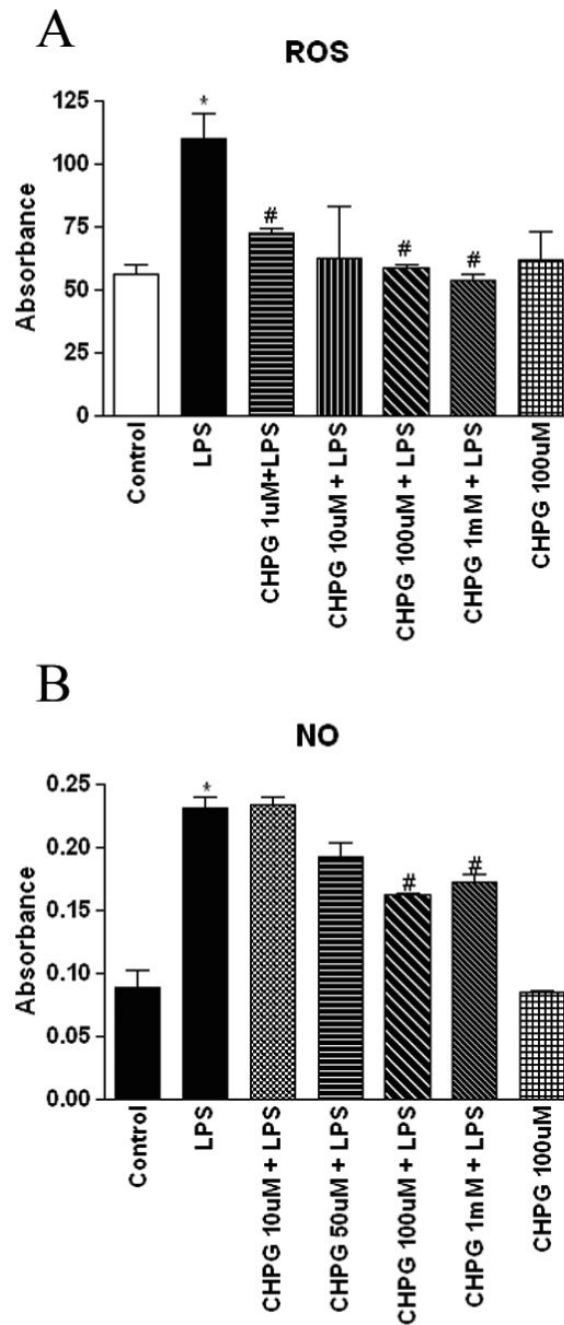 A
ROS
Absorbance
125
100
75
50
25
0
*
#
#
#
Control
LPS
CHPG 1uM+LPS
CHPG 10uM + LPS
CHPG 100uM + LPS
CHPG 1mM + LPS
CHPG 100uM
B
NO
Absorbance
0.25
0.20
0.15
0.10
0.05
0.00
*
#
#
Control
LPS
CHPG 10uM + LPS
CHPG 50uM + LPS
CHPG 100uM + LPS
CHPG 1mM + LPS
CHPG 100uM